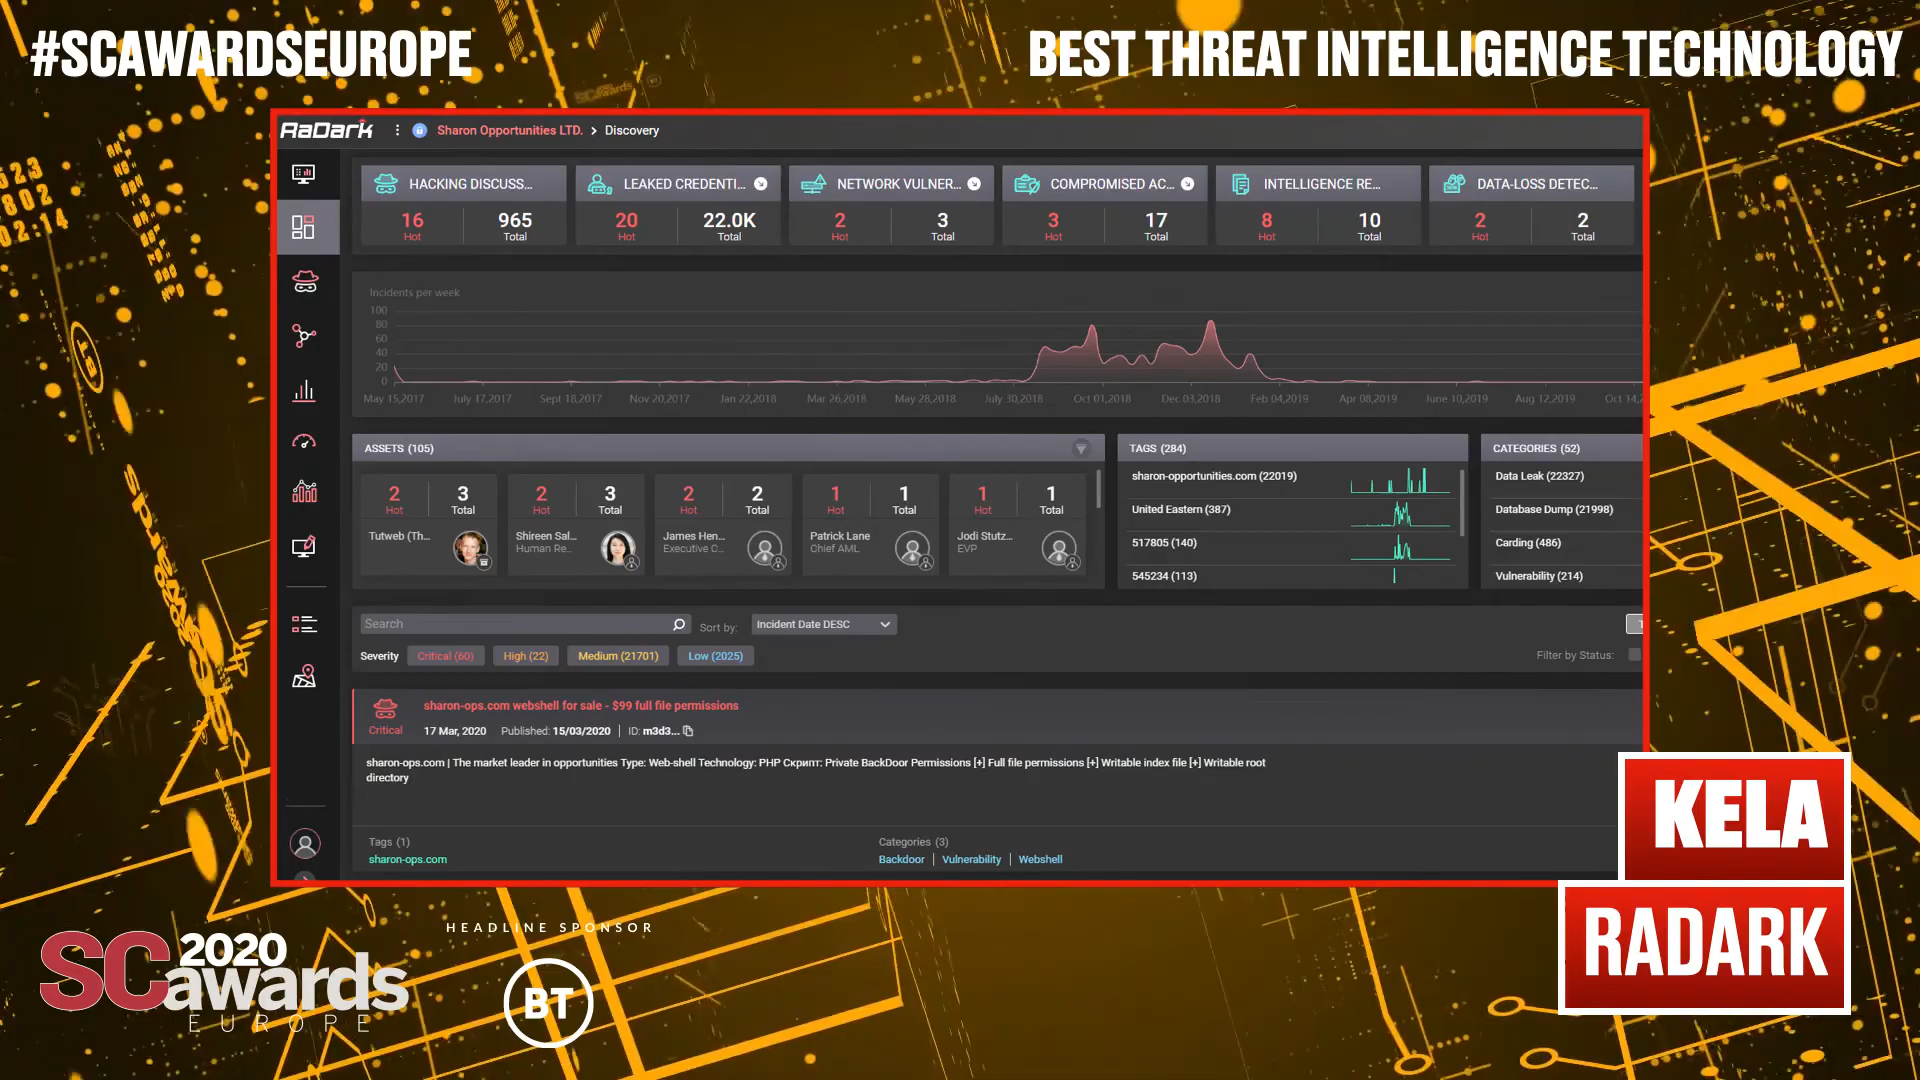 #SCAWARDSEUROPE
BEST THREAT INTELLIGENCE TECHNOLOGY
RaDark
Sharon Opportunities LTD. > Discovery
HACKING DISCUSS...
16 Hot
965 Total
LEAKED CREDENTI...
20 Hot
22.0K Total
NETWORK VULNER...
2 Hot
3 Total
COMPROMISED AC...
3 Hot
17 Total
INTELLIGENCE RE...
8 Hot
10 Total
DATA-LOSS DETEC...
2 Hot
2 Total
Incidents per week
100
80
60
40
20
0
May 15,2017 July 17,2017 Sept 18,2017 Nov 20,2017 Jan 22,2018 Mar 26,2018 May 28,2018 July 30,2018 Oct 01,2018 Dec 03,2018 Feb 04,2019 Apr 08,2019 June 10,2019 Aug 12,2019 Oct 14,2
ASSETS (105)
2 Hot
3 Total
Tutweb (Th...
2 Hot
3 Total
Shireen Sal...
Human Re...
2 Hot
2 Total
James Hen...
Executive C...
1 Hot
1 Total
Patrick Lane
Chief AML
1 Hot
1 Total
Jodi Stutz...
EVP
TAGS (284)
sharon-opportunities.com (22019)
United Eastern (387)
517805 (140)
545234 (113)
CATEGORIES (52)
Data Leak (22327)
Database Dump (21998)
Carding (486)
Vulnerability (214)
Search
Sort by:
Incident Date DESC
Severity
Critical (60)
High (22)
Medium (21701)
Low (2025)
Filter by Status:
sharon-ops.com webshell for sale - $99 full file permissions
Critical
17 Mar, 2020 Published: 15/03/2020 | ID: m3d3...
sharon-ops.com | The market leader in opportunities Type: Web-shell Technology: PHP Скрипт: Private BackDoor Permissions [+] Full file permissions [+] Writable index file [+] Writable root
directory
Tags (1)
sharon-ops.com
Categories (3)
Backdoor | Vulnerability | Webshell
KELA
RADARK
SC 2020
awards
EUROPE
HEADLINE SPONSOR
BT